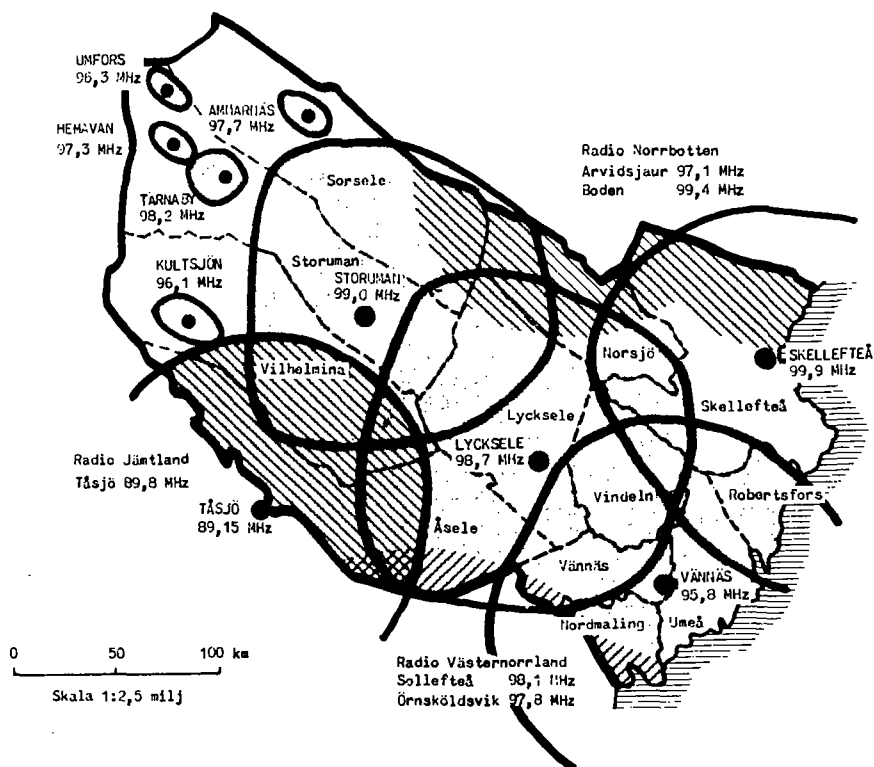 UMFORS
96,3 MHz
AMMARNÄS
97,7 MHz
HEMAVAN
97,3 MHz
TÄRNABY
98,2 MHz
Sorsele
Radio Norrbotten
Arvidsjaur 97,1 MHz
Boden 99,4 MHz
KULTSJÖN
96,1 MHz
Storuman
STORUMAN
99,0 MHz
Vilhelmina
Norsjö
SKELLEFTEÅ
99,9 MHz
Skellefteå
Lycksele
LYCKSELE
98,7 MHz
Radio Jämtland
Tåsjö 89,8 MHz
TÅSJÖ
89,15 MHz
Vindeln
Robertsfors
Åsele
Vännäs
VÄNNÄS
95,8 MHz
Nordmaling
Umeå
0 50 100 km
Skala 1:2,5 milj
Radio Västernorrland
Sollefteå 98,1 MHz
Örnsköldsvik 97,8 MHz